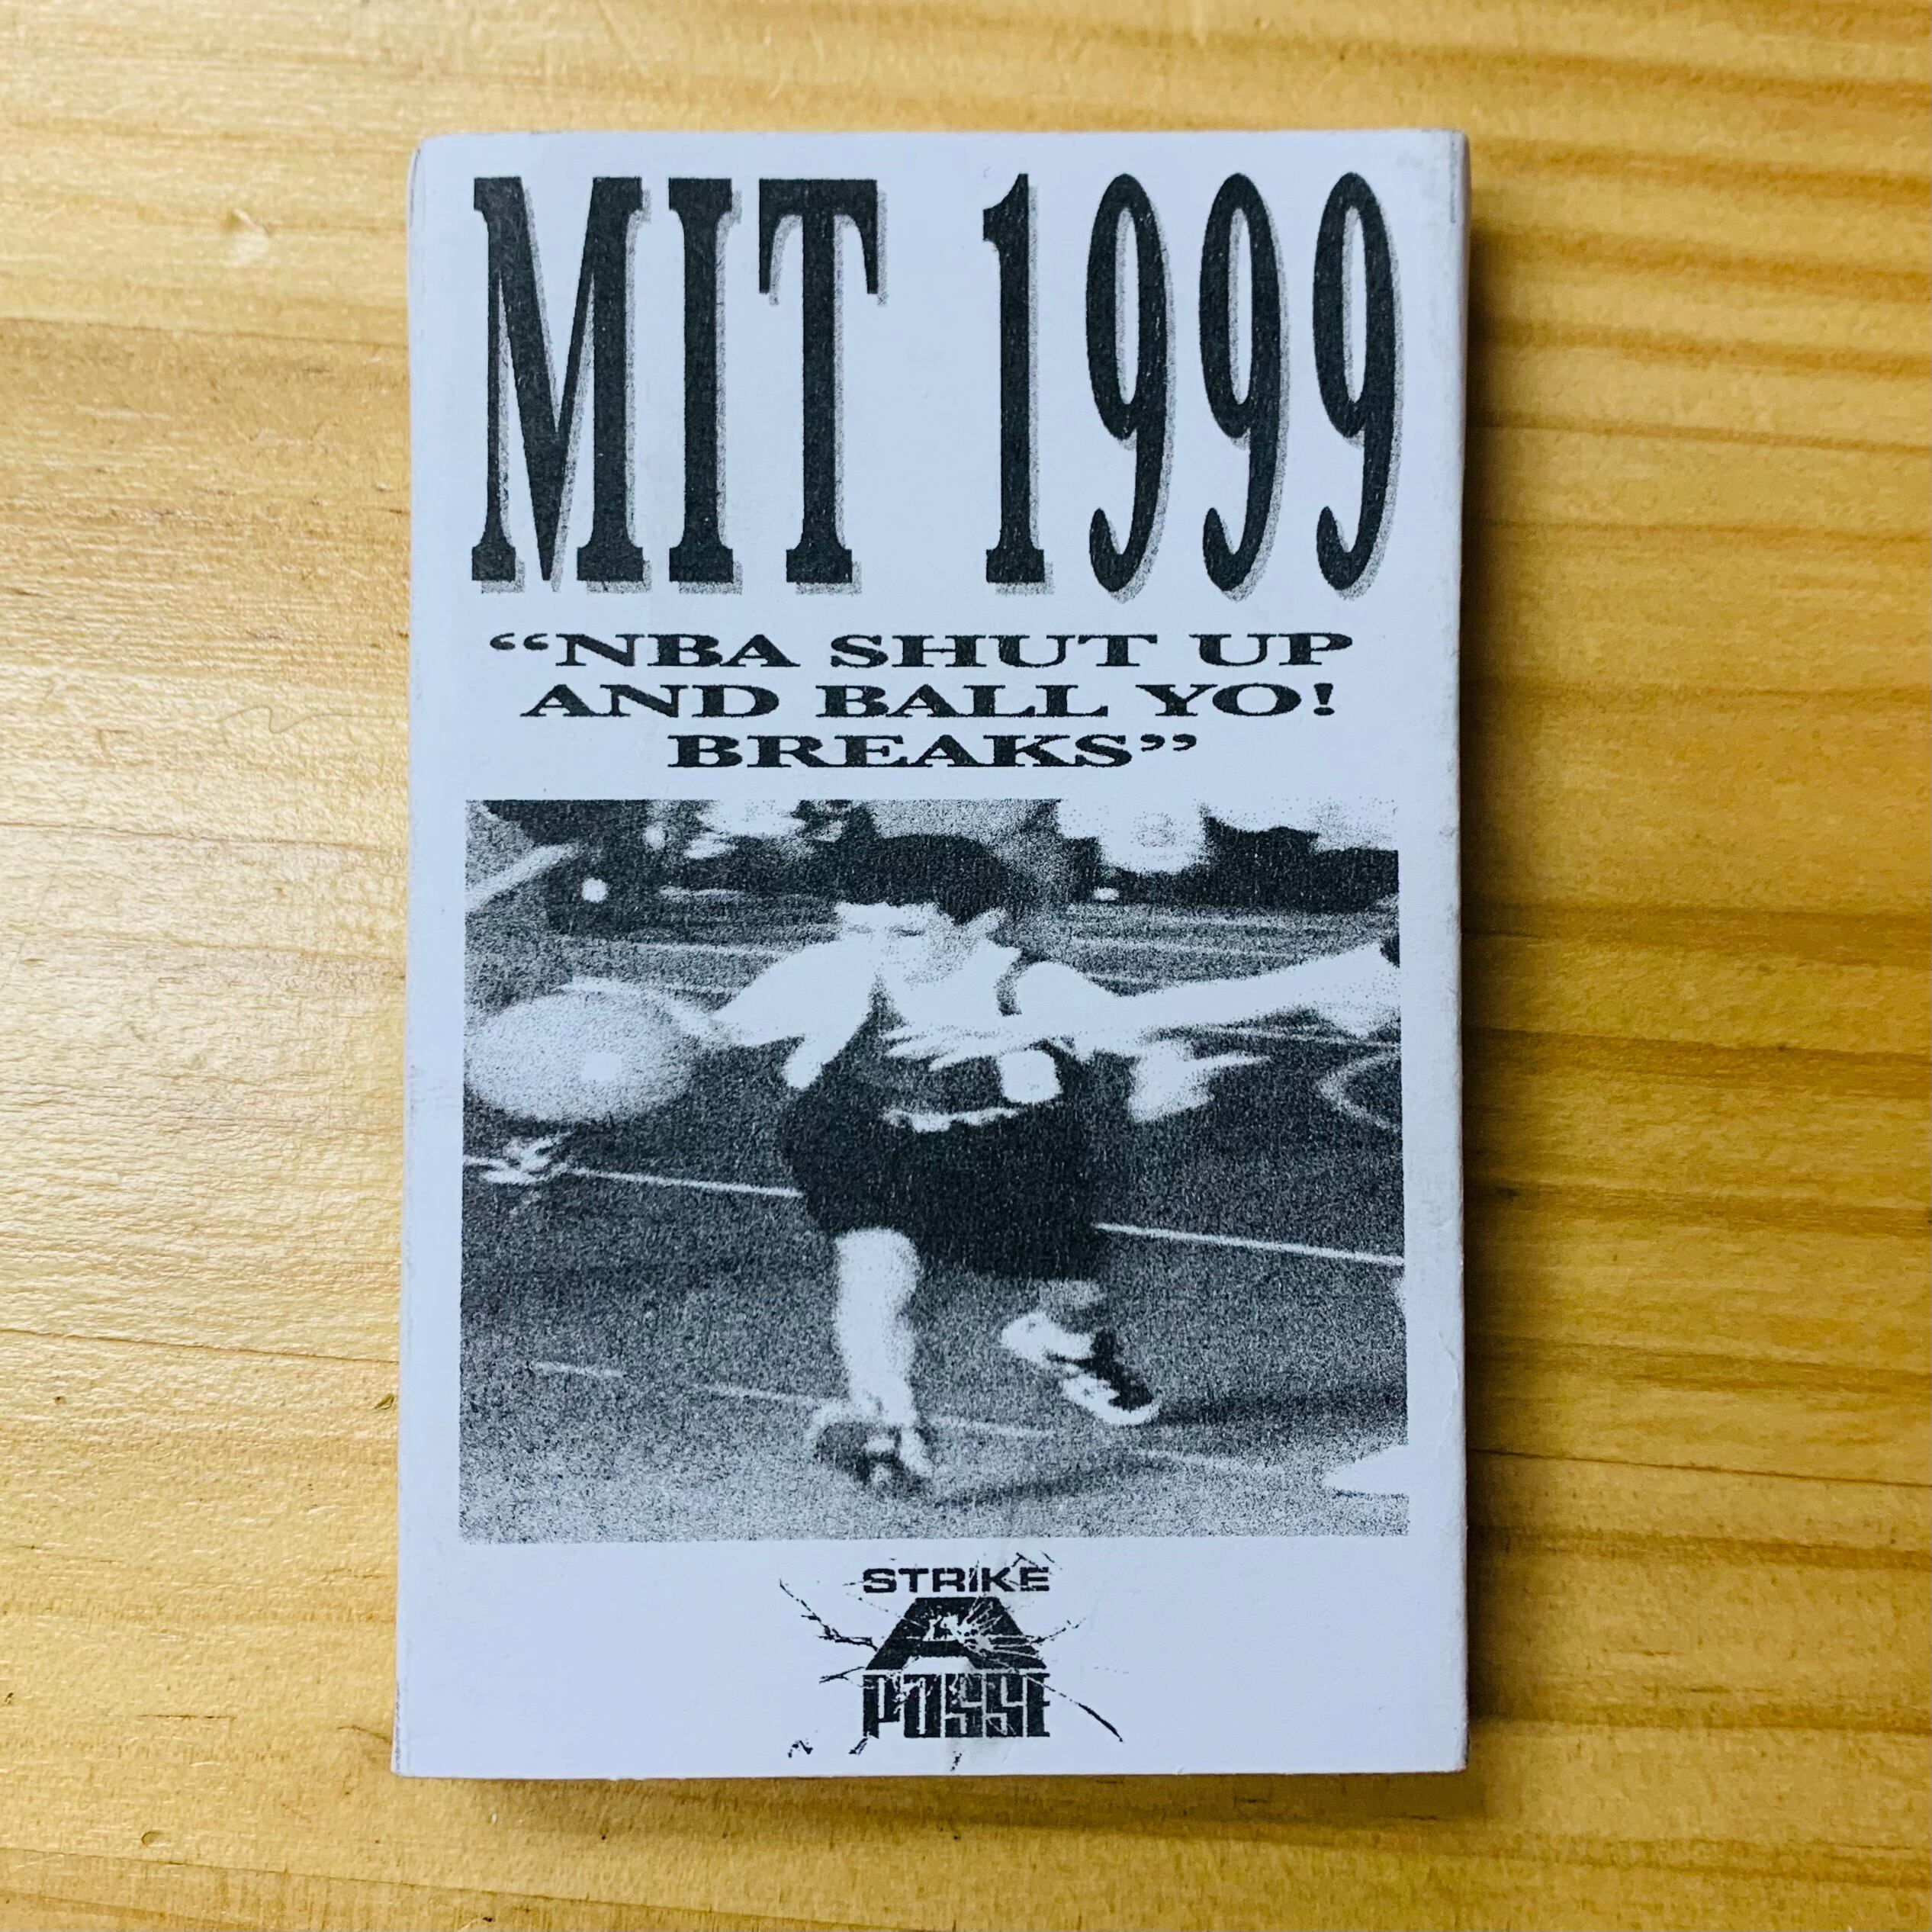 MIT 1999
“NBA SHUT UP
AND BALL YO!
BREAKS”
STRIKE
A
POSSE